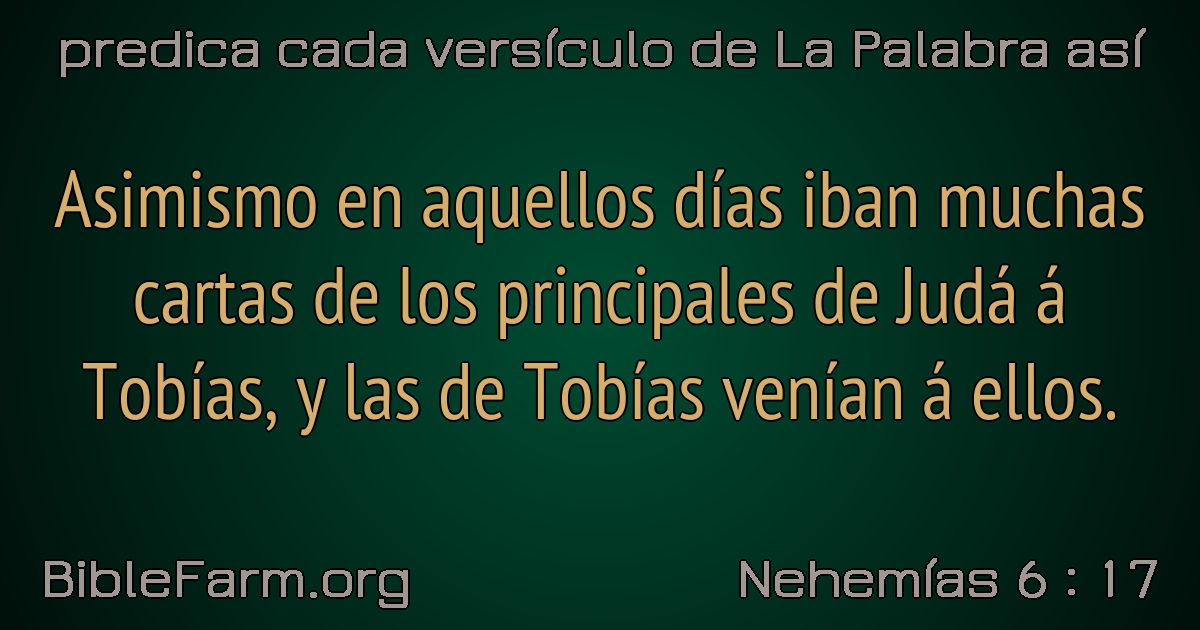 predica cada versículo de La Palabra así
Asimismo en aquellos días iban muchas
cartas de los principales de Judá á
Tobías, y las de Tobías venían á ellos.
BibleFarm.org
Nehemías 6 : 17